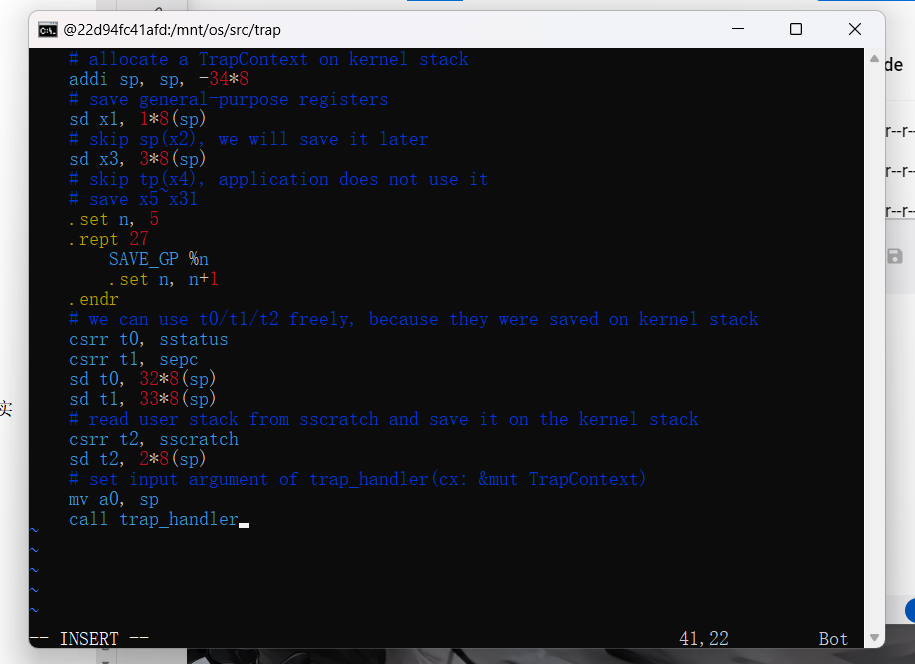 @22d94fc41afd:/mnt/os/src/trap
# allocate a TrapContext on kernel stack
addi sp, sp, -34*8
# save general-purpose registers
sd x1, 1*8(sp)
# skip sp(x2), we will save it later
sd x3, 3*8(sp)
# skip tp(x4), application does not use it
# save x5~x31
.set n, 5
.rept 27
SAVE_GP %n
.set n, n+1
.endr
# we can use t0/t1/t2 freely, because they were saved on kernel stack
csrr t0, sstatus
csrr t1, sepc
sd t0, 32*8(sp)
sd t1, 33*8(sp)
# read user stack from sscratch and save it on the kernel stack
csrr t2, sscratch
sd t2, 2*8(sp)
# set input argument of trap_handler(cx: &mut TrapContext)
mv a0, sp
call trap_handler
~
~
~
~
~
-- INSERT -- 41,22 Bot
de
r--r--
r--r--
r--r--
实